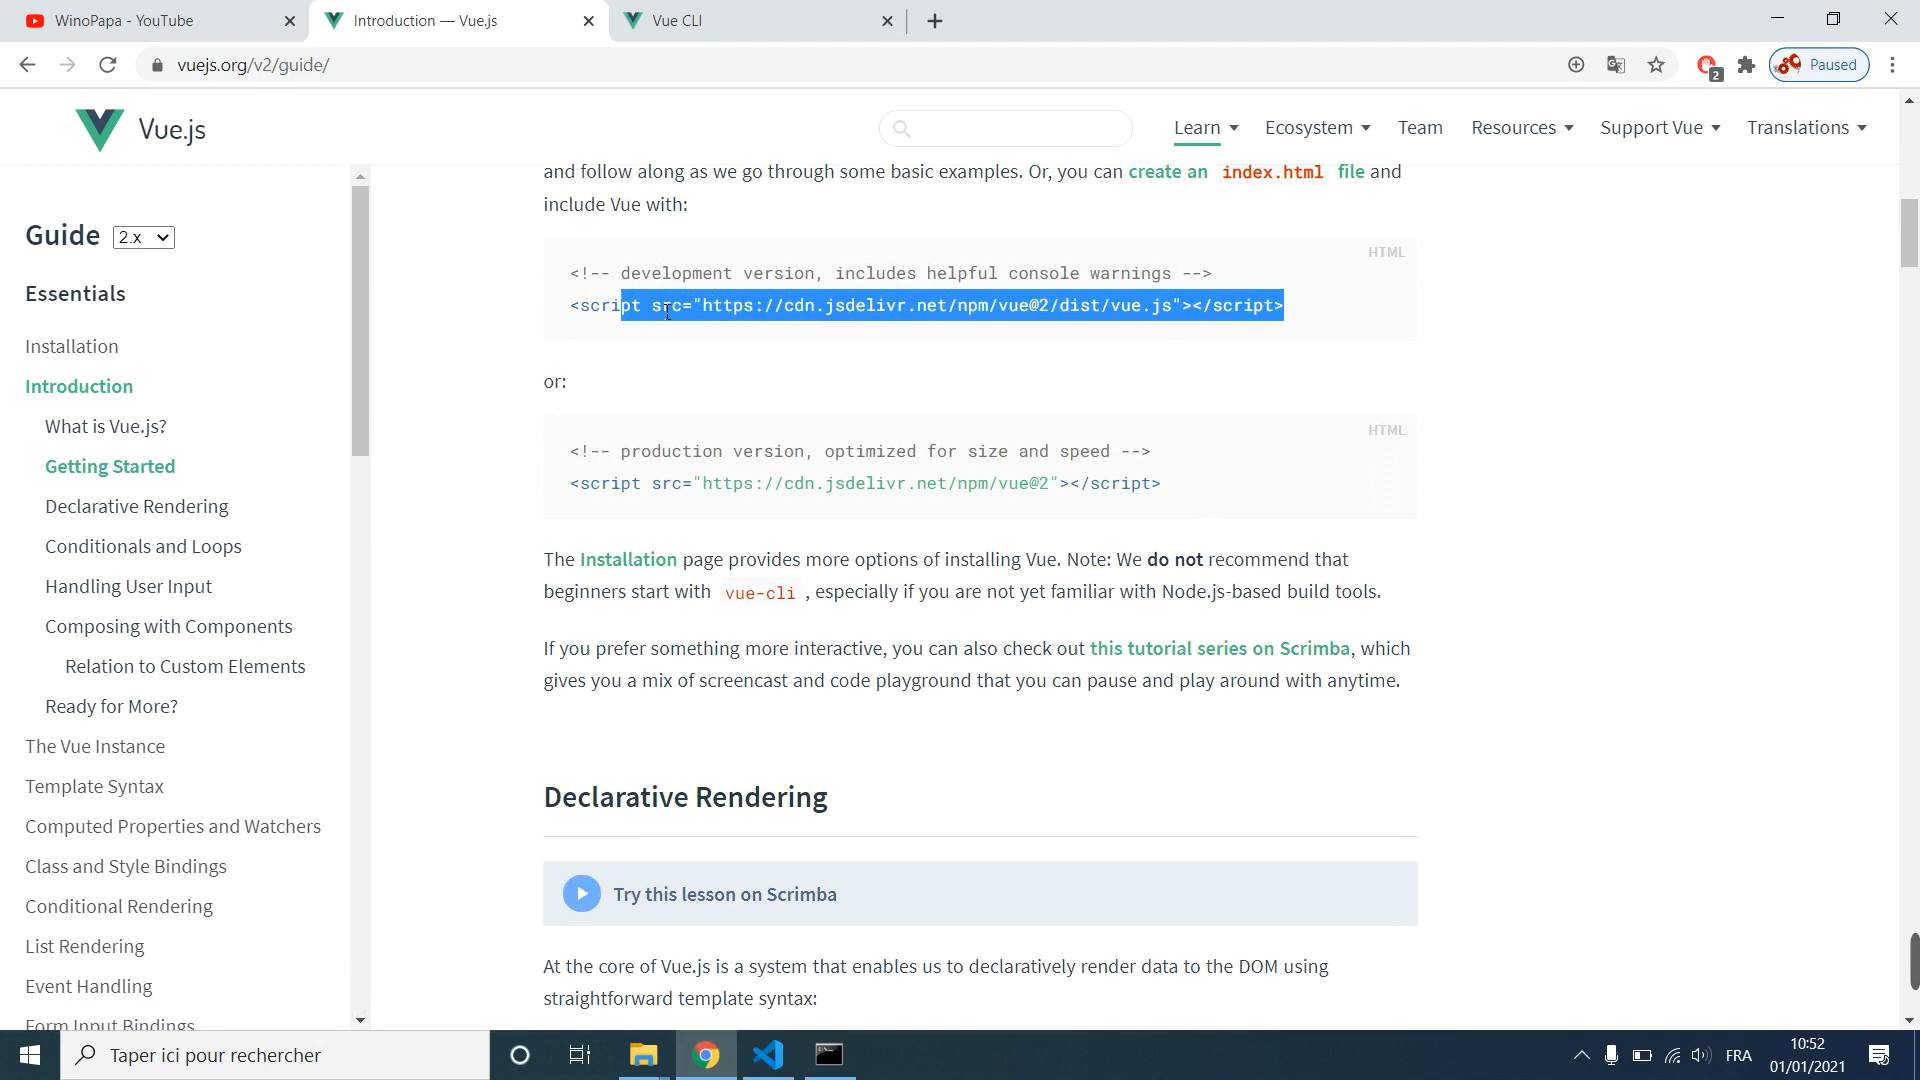 WinoPapa - YouTube
Introduction — Vue.js
Vue CLI
vuejs.org/v2/guide/
2
Paused
Vue.js
Learn
Ecosystem
Team
Resources
Support Vue
Translations
Guide 2.x
Essentials
Installation
Introduction
What is Vue.js?
Getting Started
Declarative Rendering
Conditionals and Loops
Handling User Input
Composing with Components
Relation to Custom Elements
Ready for More?
The Vue Instance
Template Syntax
Computed Properties and Watchers
Class and Style Bindings
Conditional Rendering
List Rendering
Event Handling
Form Input Bindings
and follow along as we go through some basic examples. Or, you can create an index.html file and
include Vue with:
HTML
<!-- development version, includes helpful console warnings -->
<script src="https://cdn.jsdelivr.net/npm/vue@2/dist/vue.js"></script>
or:
HTML
<!-- production version, optimized for size and speed -->
<script src="https://cdn.jsdelivr.net/npm/vue@2"></script>
The Installation page provides more options of installing Vue. Note: We do not recommend that
beginners start with vue-cli , especially if you are not yet familiar with Node.js-based build tools.
If you prefer something more interactive, you can also check out this tutorial series on Scrimba, which
gives you a mix of screencast and code playground that you can pause and play around with anytime.
Declarative Rendering
Try this lesson on Scrimba
At the core of Vue.js is a system that enables us to declaratively render data to the DOM using
straightforward template syntax:
Taper ici pour rechercher
FRA
10:52
01/01/2021